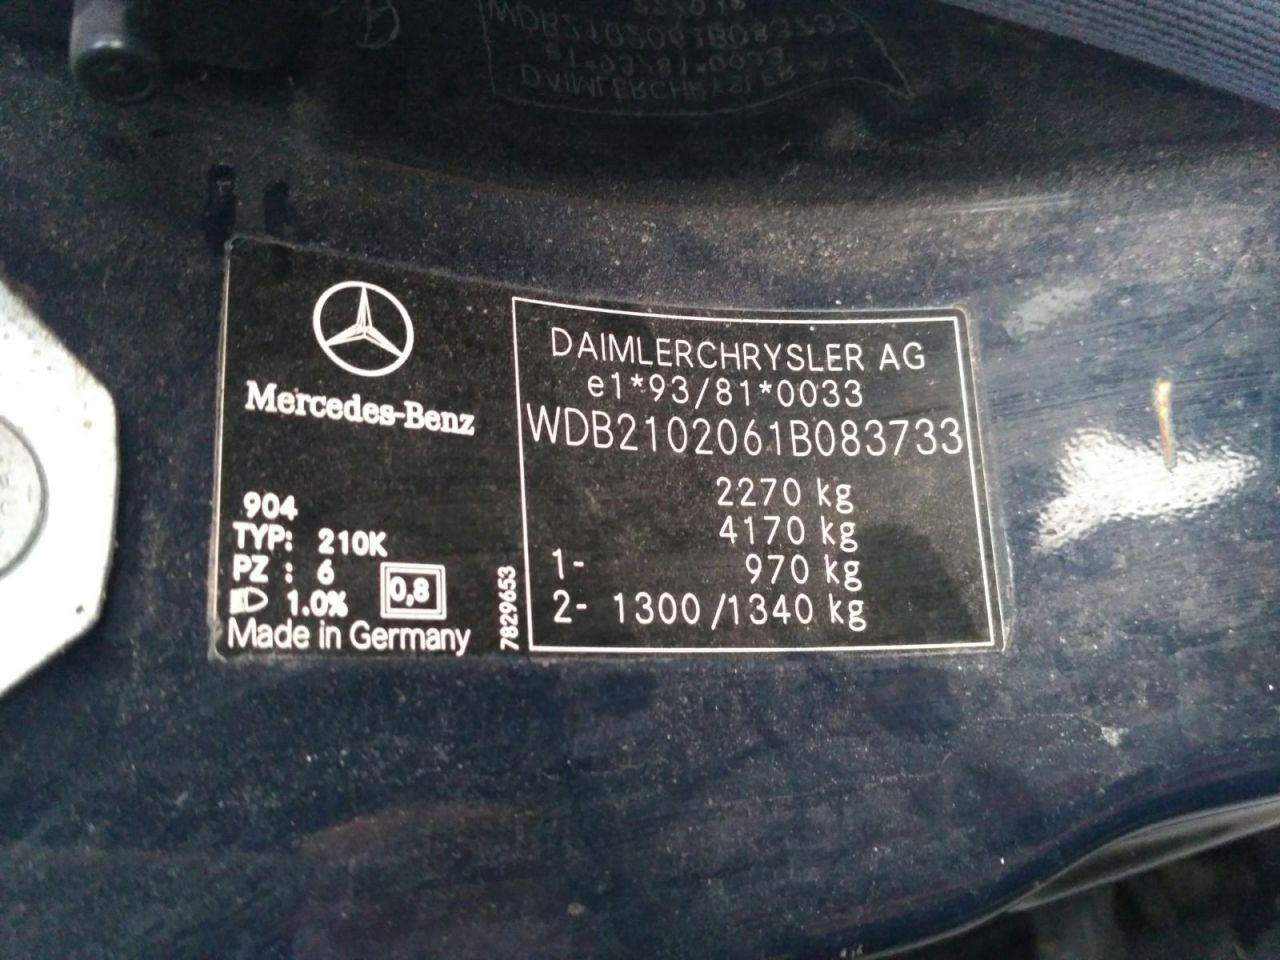 Mercedes-Benz
904
TYP: 210K
PZ : 6
1.0%
0,8
Made in Germany
7829653
DAIMLERCHRYSLER AG
e1*93/81*0033
WDB2102061B083733
2270 kg
4170 kg
1- 970 kg
2- 1300/1340 kg